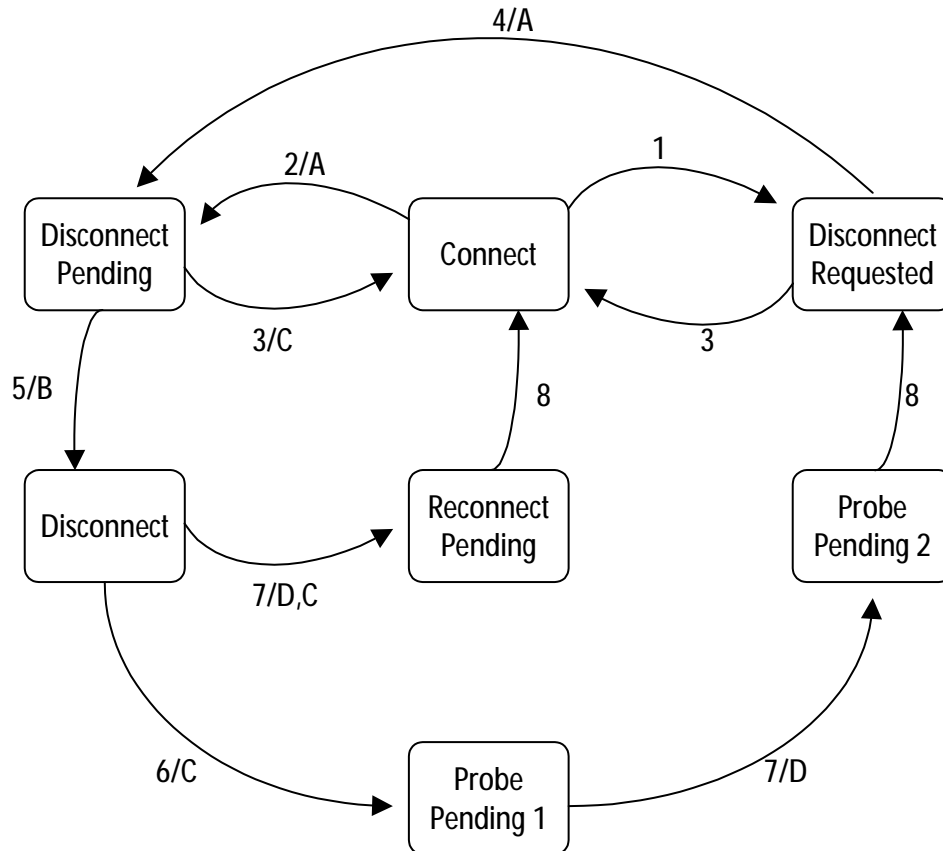 4/A
2/A
1
Disconnect
Pending
Connect
Disconnect
Requested
3/C
3
5/B
8
8
Disconnect
Reconnect
Pending
Probe
Pending 2
7/D,C
6/C
Probe
Pending 1
7/D